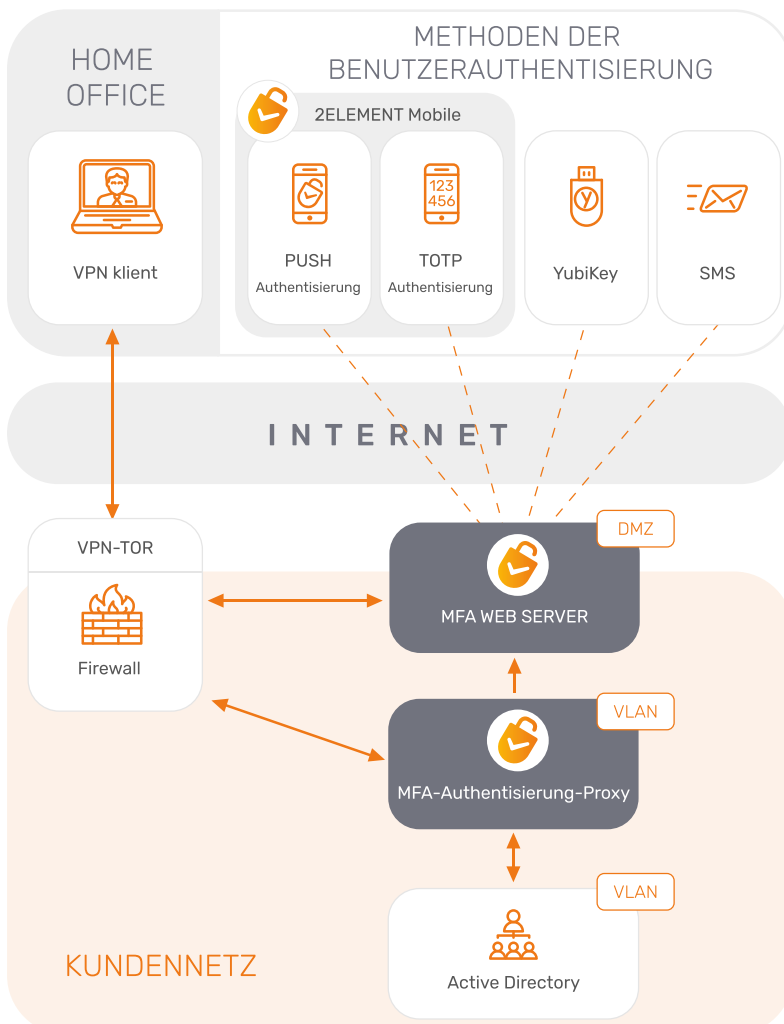 HOME
OFFICE
VPN klient
METHODEN DER
BENUTZERAUTHENTISIERUNG
2ELEMENT Mobile
PUSH
Authentisierung
123
456
TOTP
Authentisierung
Y
YubiKey
SMS
INTERNET
VPN-TOR
Firewall
DMZ
MFA WEB SERVER
VLAN
MFA-Authentisierung-Proxy
VLAN
Active Directory
KUNDENNETZ